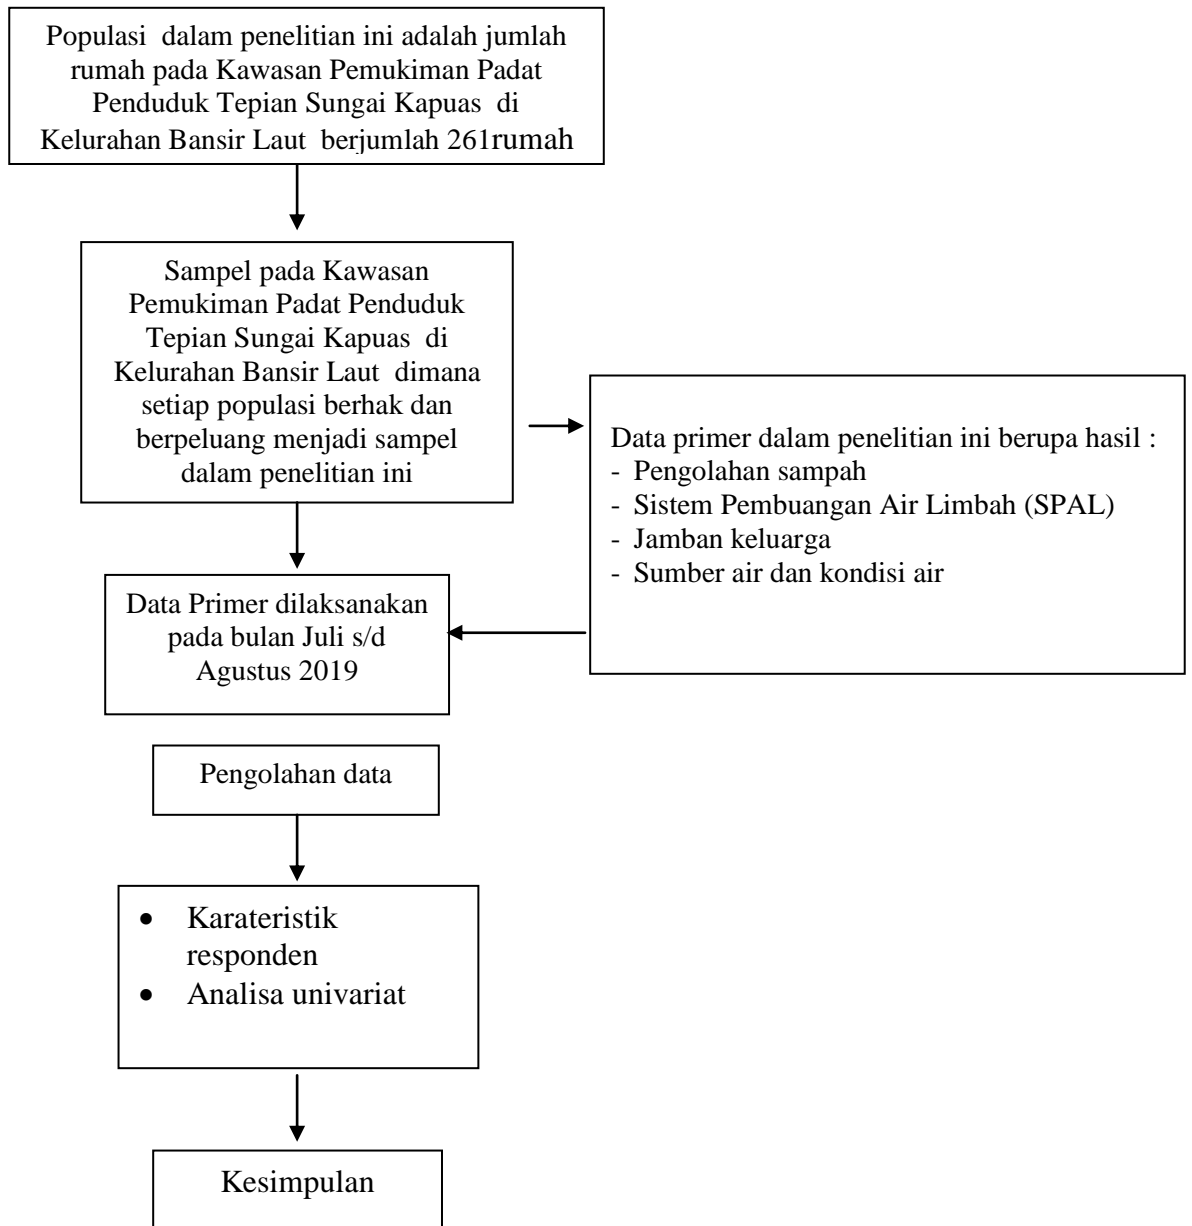 Populasi dalam penelitian ini adalah jumlah
rumah pada Kawasan Pemukiman Padat
Penduduk Tepian Sungai Kapuas di
Kelurahan Bansir Laut berjumlah 261rumah
Sampel pada Kawasan
Pemukiman Padat Penduduk
Tepian Sungai Kapuas di
Kelurahan Bansir Laut dimana
setiap populasi berhak dan
berpeluang menjadi sampel
dalam penelitian ini
Data primer dalam penelitian ini berupa hasil :
- Pengolahan sampah
- Sistem Pembuangan Air Limbah (SPAL)
- Jamban keluarga
- Sumber air dan kondisi air
Data Primer dilaksanakan
pada bulan Juli s/d
Agustus 2019
Pengolahan data
• Karateristik
responden
• Analisa univariat
Kesimpulan